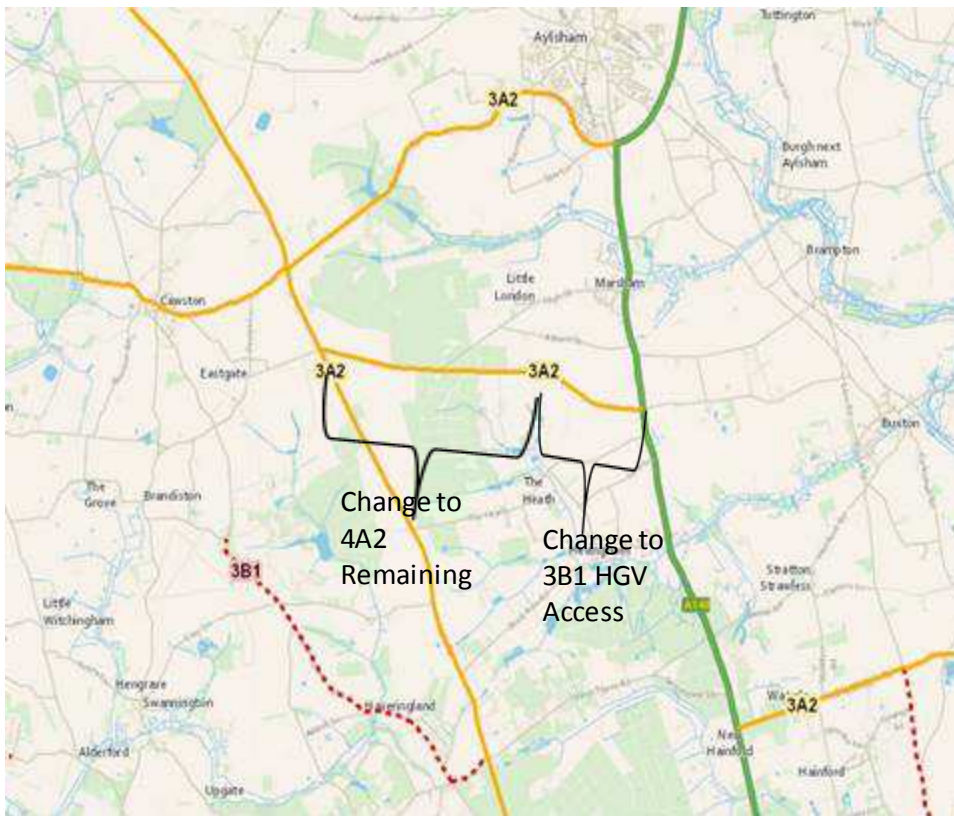 Tuttington
Aylsham
3A2
Burgh next
Aylsham
Brampton
Little
London
Marsham
Cawston
Eastgate
3A2
3A2
Buxton
The
Grove
Brandiston
The
Heath
Change to
4A2
Remaining
Change to
3B1 HGV
Access
3B1
Stratton
Strawless
Little
Witchingham
A140
Hengrave
Swannington
Haveringland
3A2
Alderford
Hainford
Upgate